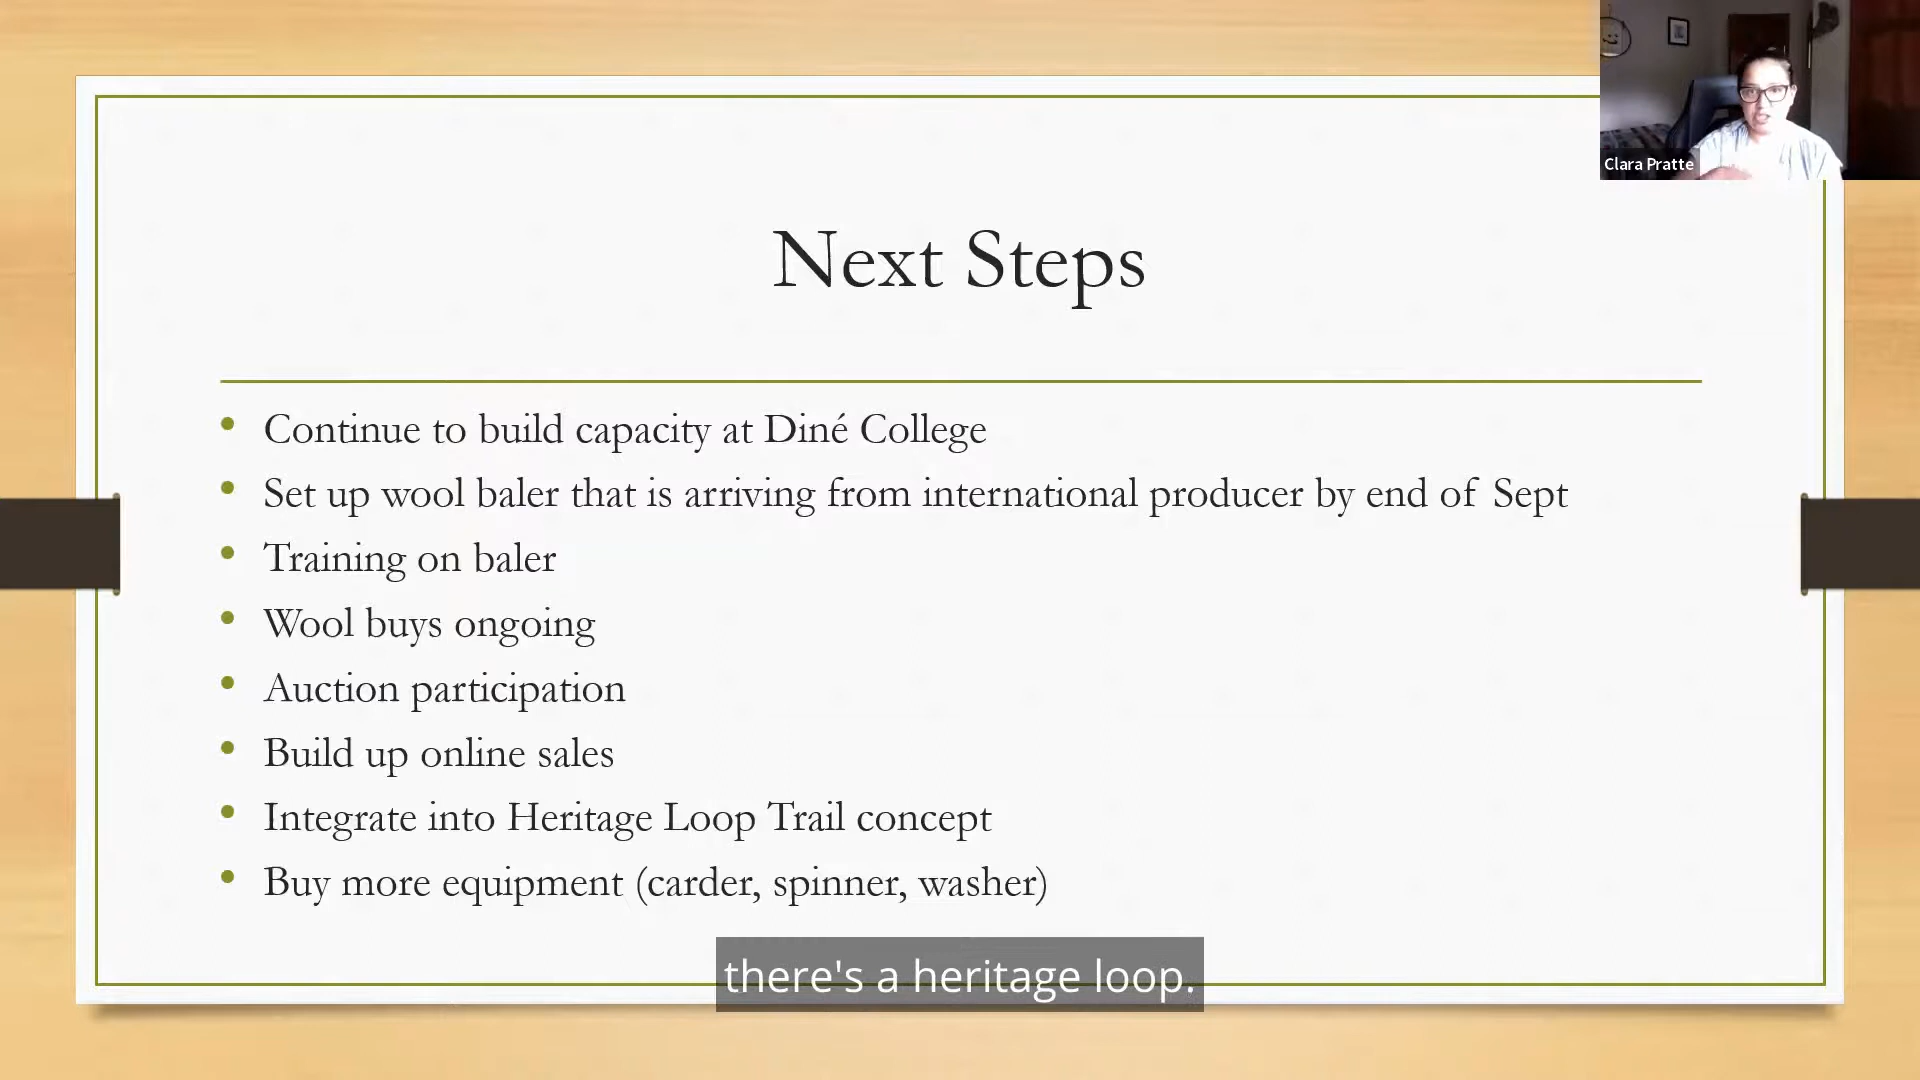 Clara Pratte
Next Steps
Continue to build capacity at Diné College
Set up wool baler that is arriving from international producer by end of Sept
Training on baler
Wool buys ongoing
Auction participation
Build up online sales
Integrate into Heritage Loop Trail concept
Buy more equipment (carder, spinner, washer)
there's a heritage loop.